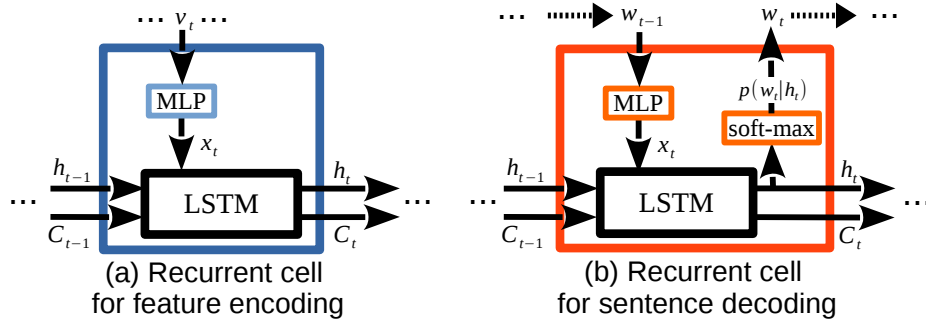 ... v_t ...
MLP
x_t
h_{t-1}
h_t
LSTM
... ...
C_{t-1}
C_t
(a) Recurrent cell
for feature encoding
... w_{t-1} w_t ...
p(w_t|h_t)
MLP
soft-max
x_t
h_{t-1}
h_t
LSTM
... ...
C_{t-1}
C_t
(b) Recurrent cell
for sentence decoding